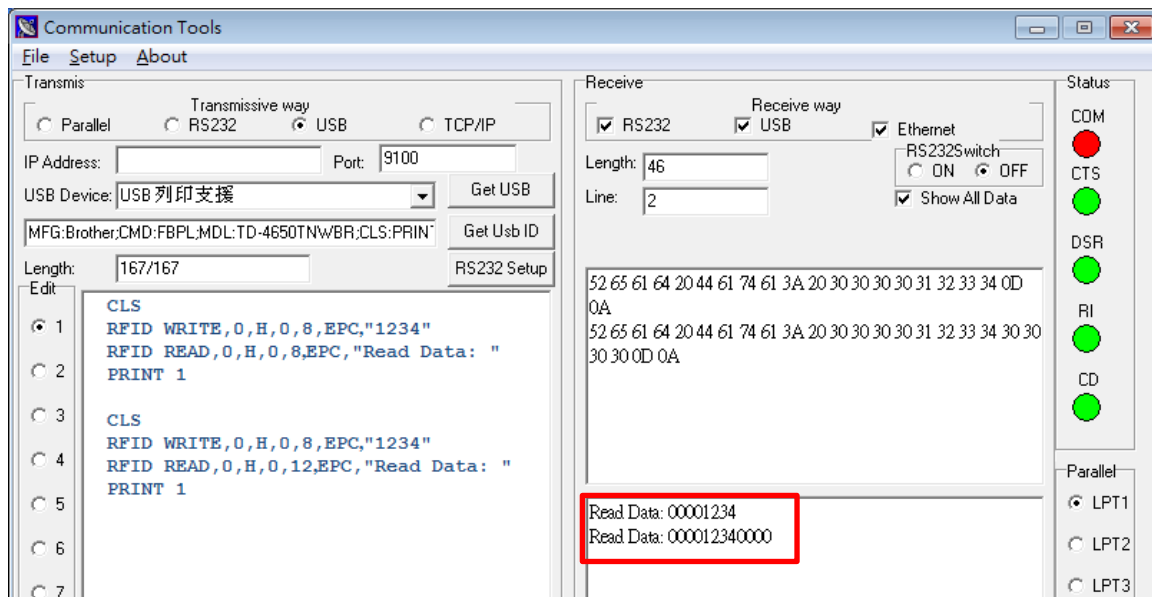 Communication Tools
File Setup About
Transmis
Transmissive way
Parallel RS232 USB TCP/IP
IP Address: Port: 9100
USB Device: USB 列印支援 Get USB
MFG:Brother;CMD:FBPL;MDL:TD-4650TNWBR;CLS:PRINT Get Usb ID
Length: 167/167 RS232 Setup
Edit
1
2
3
4
5
6
7
CLS
RFID WRITE,0,H,0,8,EPC,"1234"
RFID READ,0,H,0,8,EPC,"Read Data: "
PRINT 1
CLS
RFID WRITE,0,H,0,8,EPC,"1234"
RFID READ,0,H,0,12,EPC,"Read Data: "
PRINT 1
Receive
Receive way
RS232 USB Ethernet
Length: 46
Line: 2
RS232Switch
ON OFF
Show All Data
52 65 61 64 20 44 61 74 61 3A 20 30 30 30 30 31 32 33 34 0D
0A
52 65 61 64 20 44 61 74 61 3A 20 30 30 30 30 31 32 33 34 30 30
30 30 0D 0A
Read Data: 00001234
Read Data: 000012340000
Status
COM
CTS
DSR
RI
CD
Parallel
LPT1
LPT2
LPT3